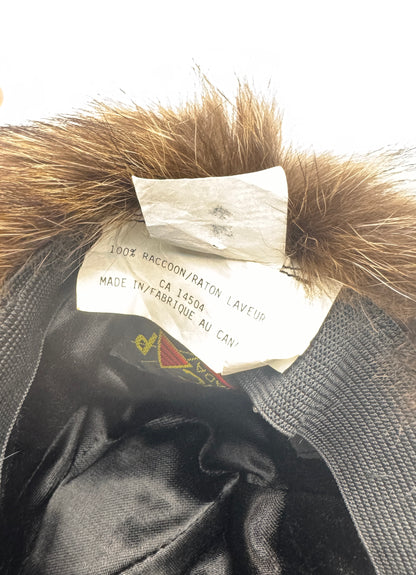 100% RACCOON/RATON LAVEUR
CA 14504
MADE IN/FABRIQUE AU CAN